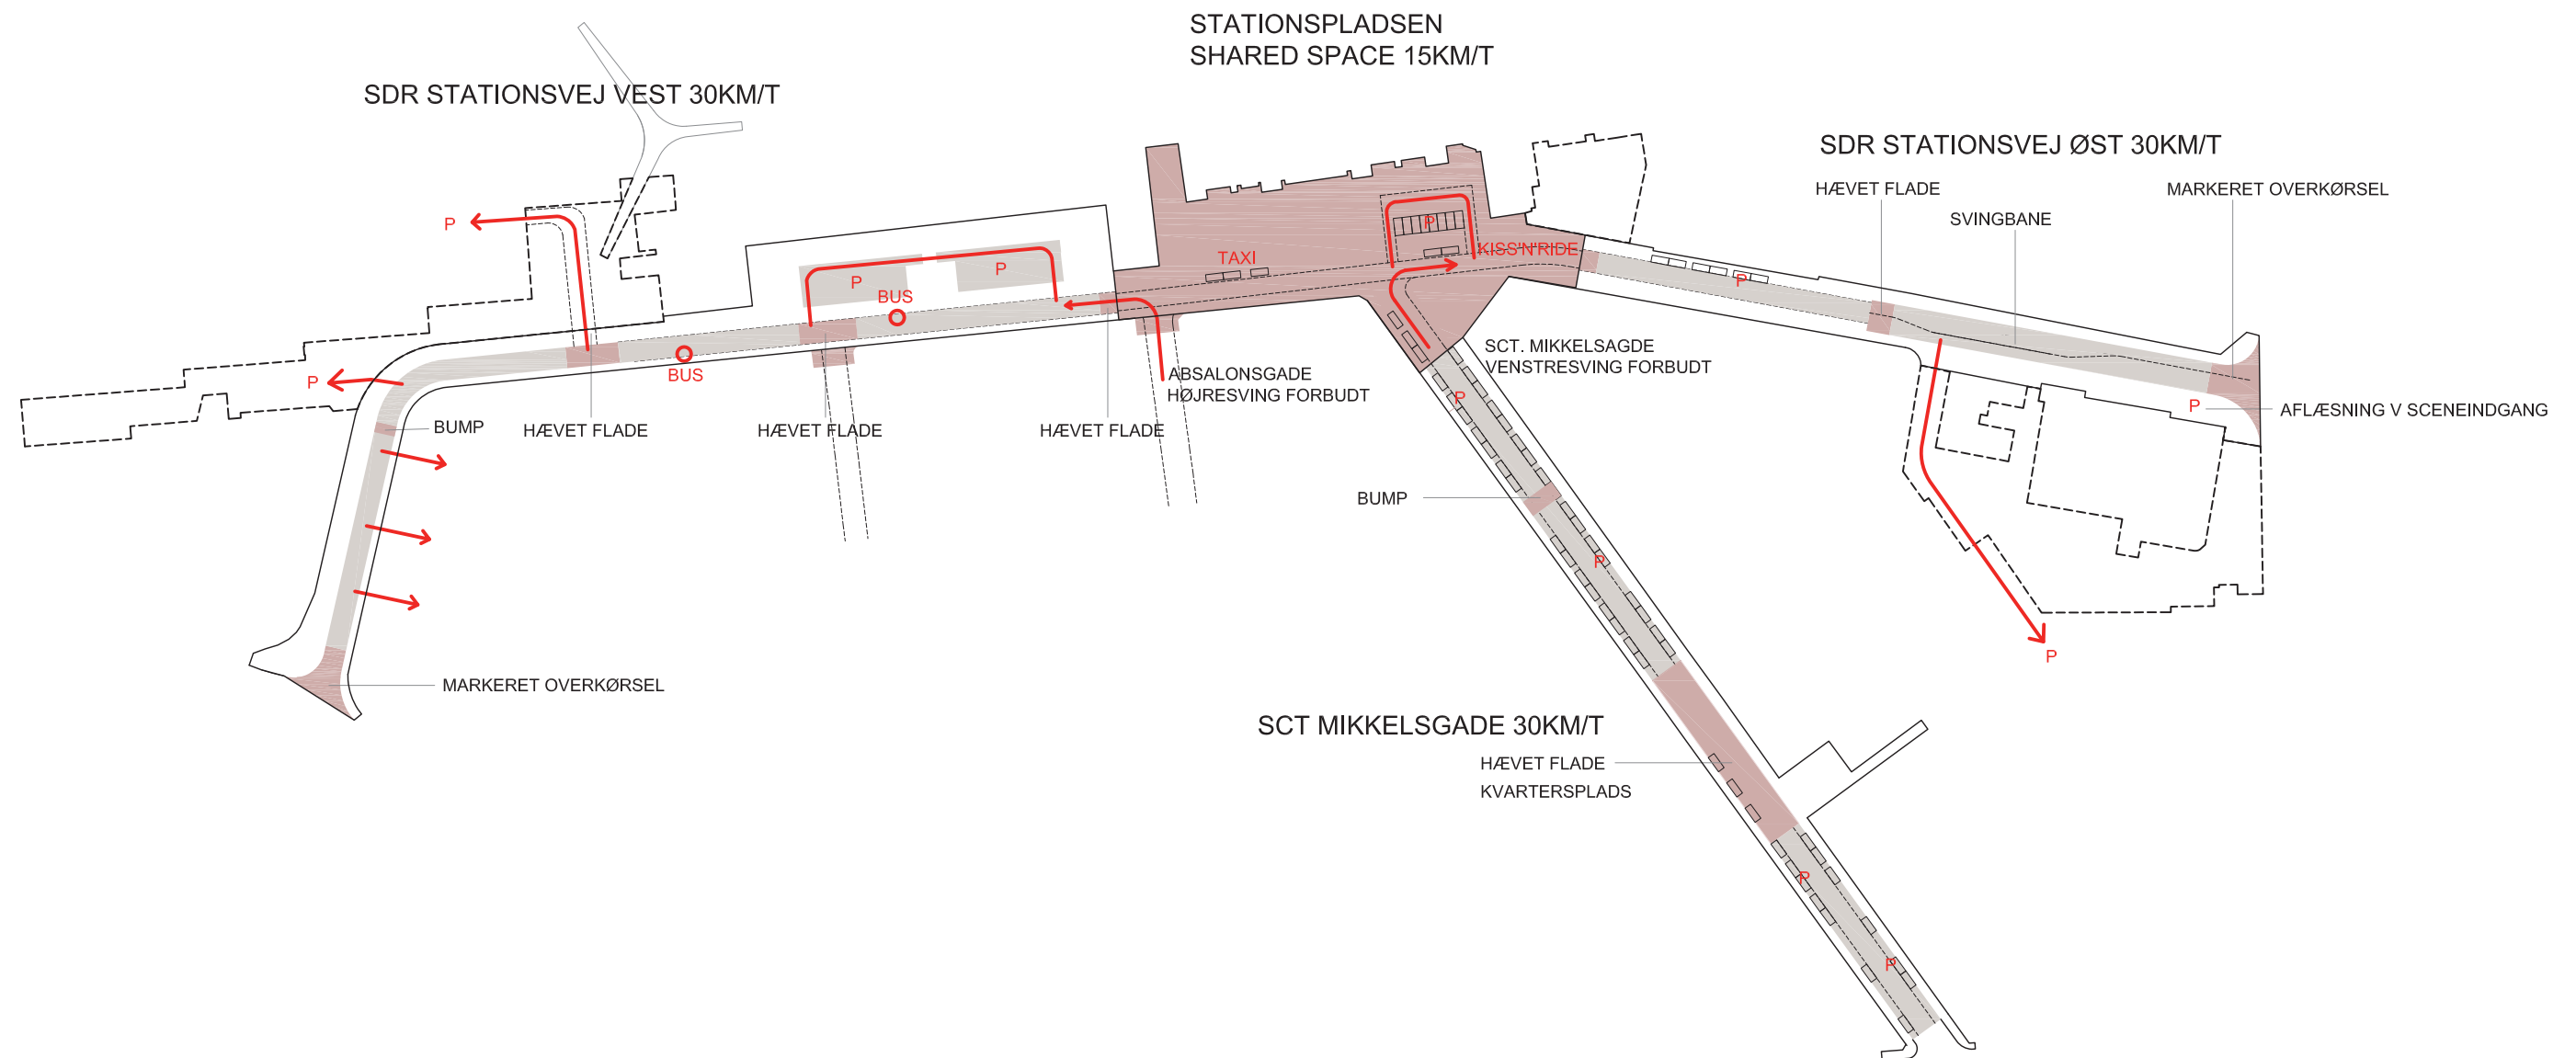 STATIONSPLADSEN
SHARED SPACE 15KM/T
SDR STATIONSVEJ VEST 30KM/T
SDR STATIONSVEJ ØST 30KM/T
HÆVET FLADE
MARKERET OVERKØRSEL
SVINGBANE
P
P
KISS'N'RIDE
TAXI
P
P
P
BUS
BUS
P
SCT. MIKKELSAGDE
VENSTRESVING FORBUDT
ABSALONSGADE
HØJRESVING FORBUDT
P
P
AFLÆSNING V SCENEINDGANG
BUMP
HÆVET FLADE
HÆVET FLADE
HÆVET FLADE
BUMP
P
P
MARKERET OVERKØRSEL
SCT MIKKELSGADE 30KM/T
HÆVET FLADE
KVARTERSPLADS
P
P